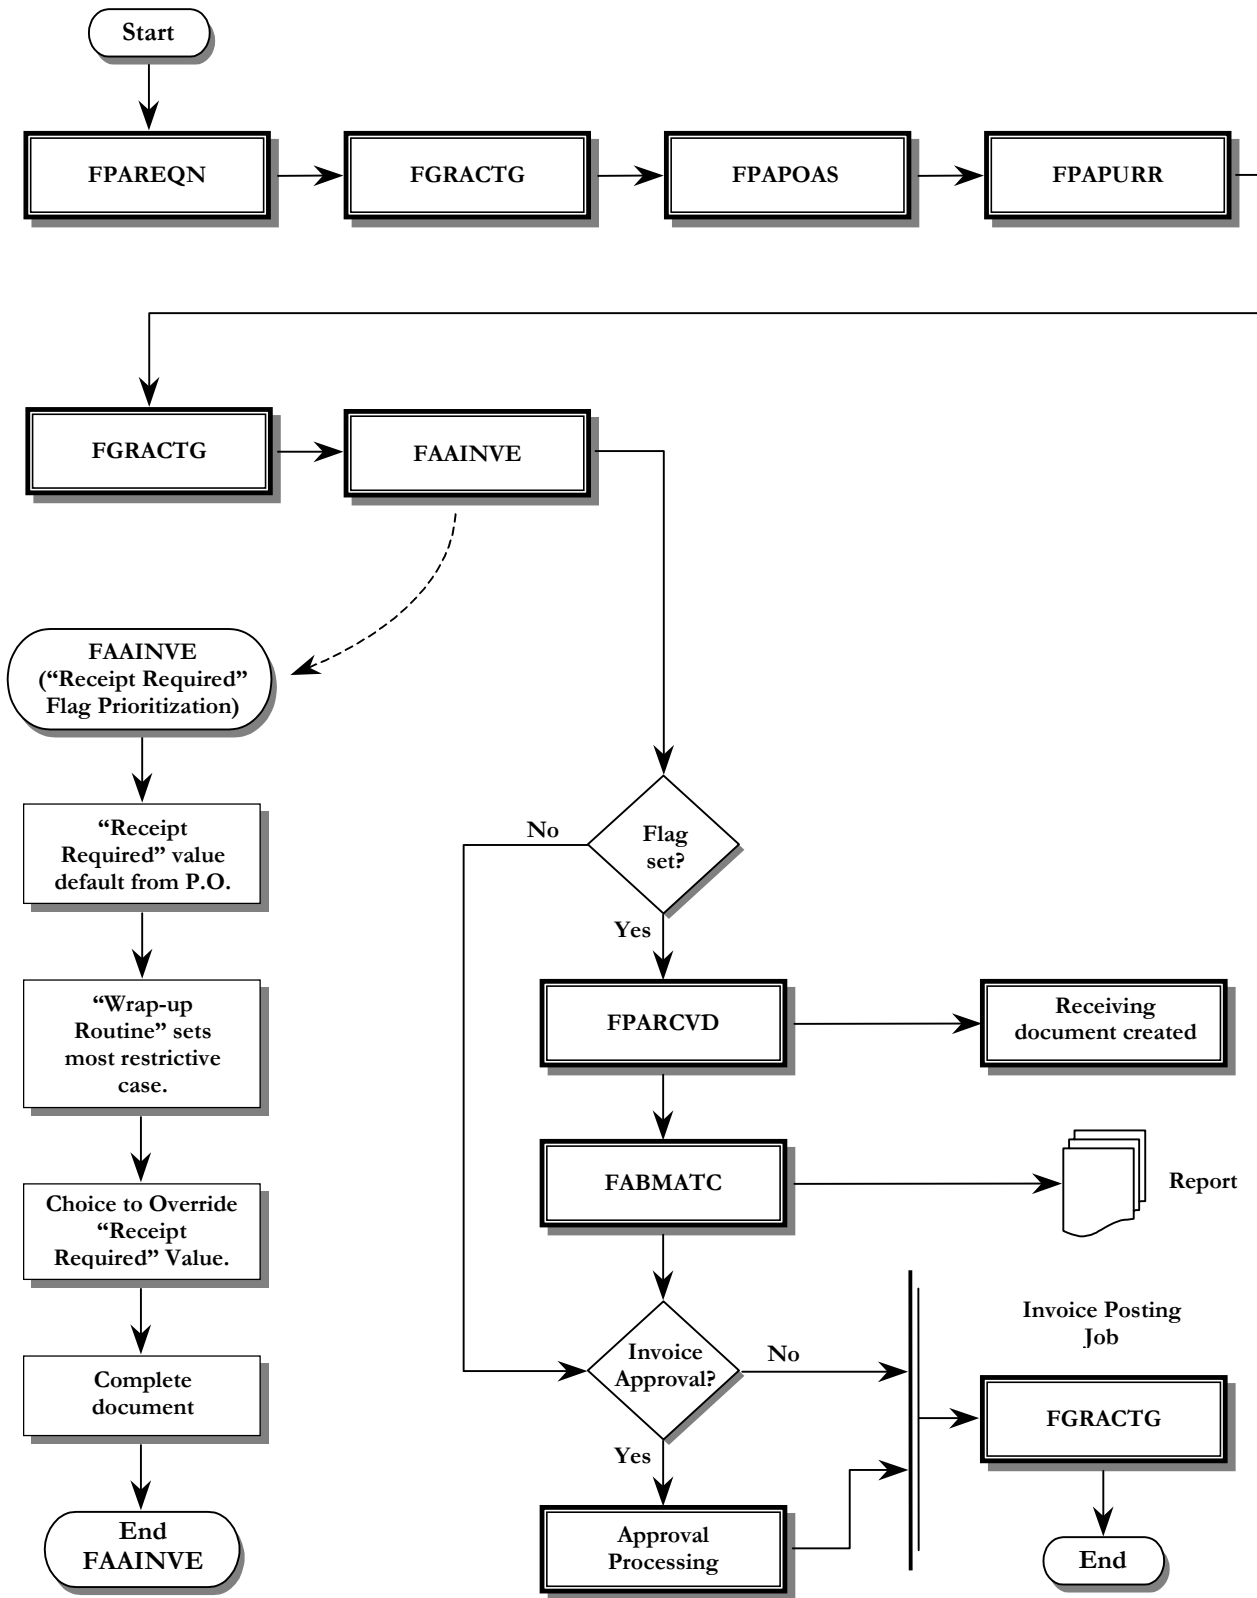 Start
FPAREQN
FGRACTG
FPAPOAS
FPAPURR
FGRACTG
FAAINVE
FAAINVE
(“Receipt Required”
Flag Prioritization)
“Receipt
Required” value
default from P.O.
“Wrap-up
Routine” sets
most restrictive
case.
Choice to Override
“Receipt
Required” Value.
Complete
document
End
FAAINVE
Flag
set?
No
Yes
FPARCVD
Receiving
document created
FABMATC
Report
Invoice
Approval?
No
Yes
Approval
Processing
Invoice Posting
Job
FGRACTG
End